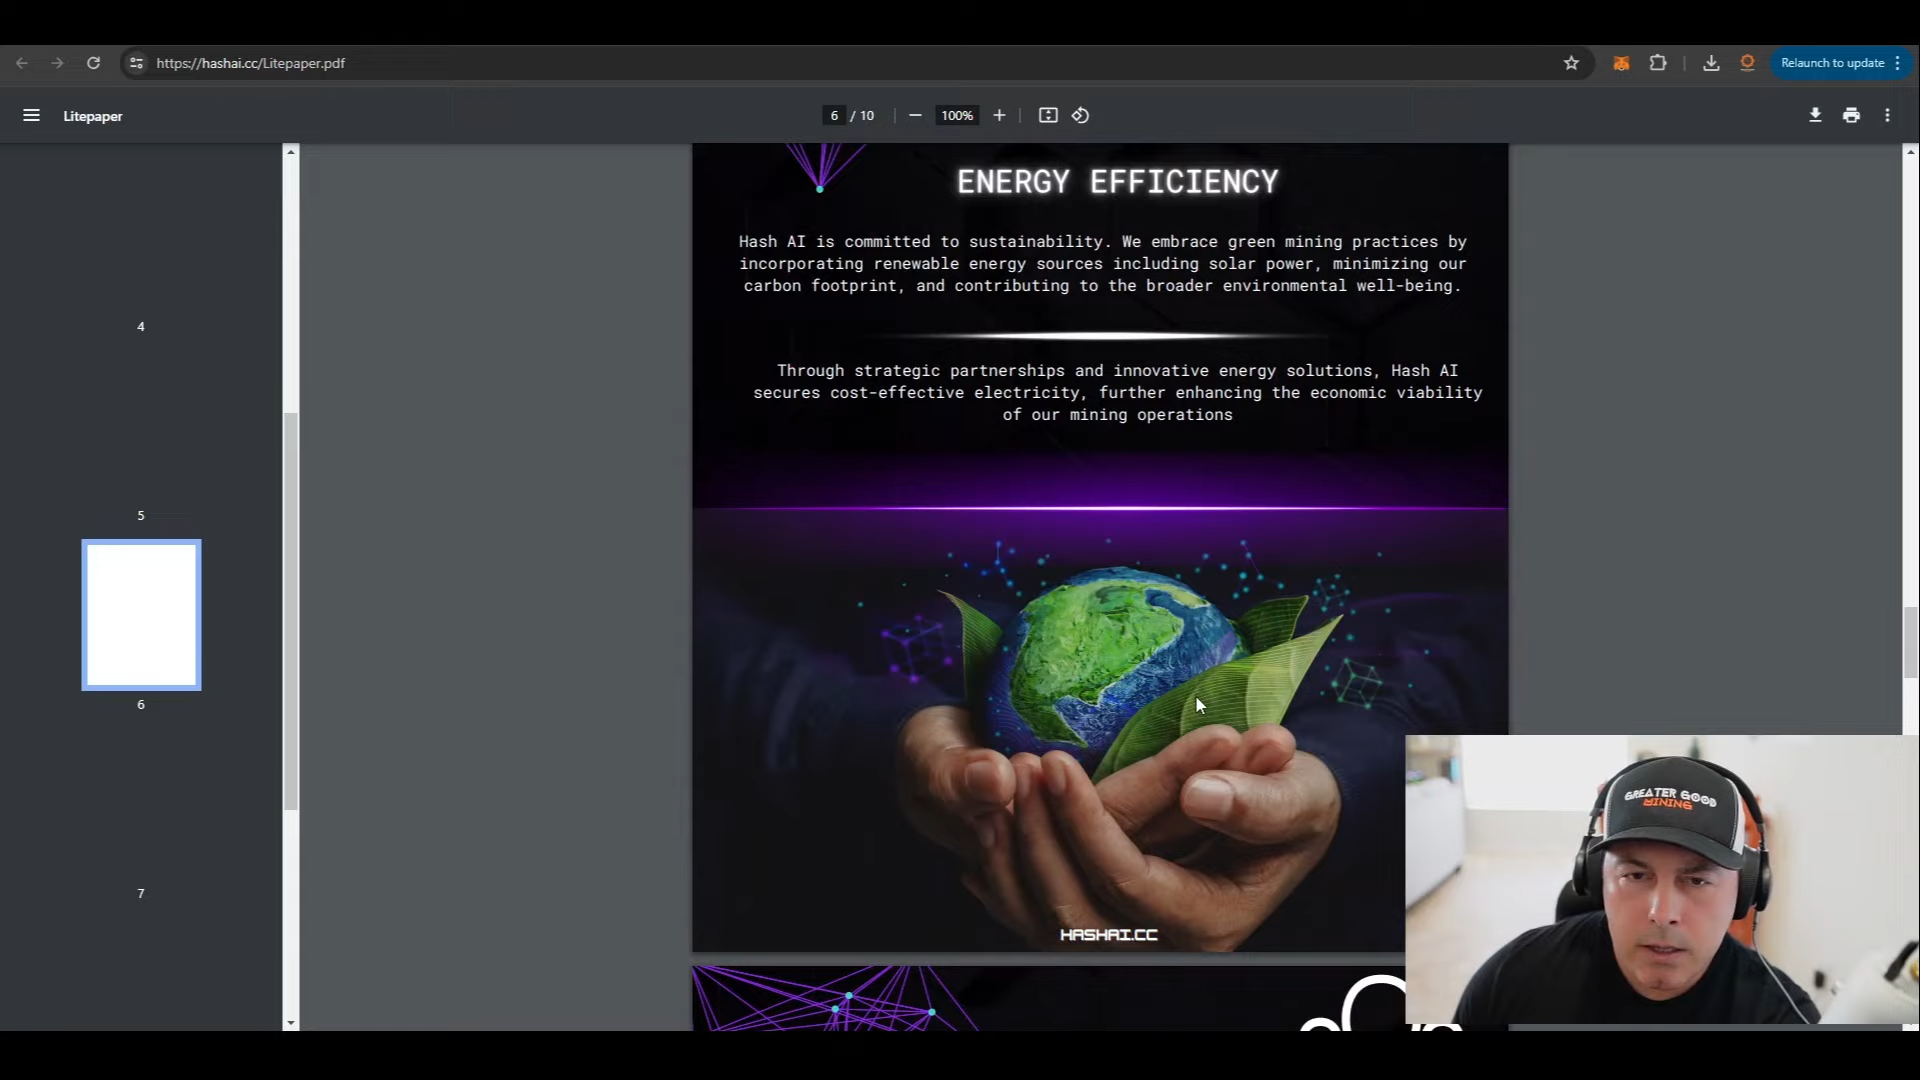 https://hashai.cc/Litepaper.pdf
Relaunch to update
Litepaper
6 / 10
100%
4
5
6
7
ENERGY EFFICIENCY
Hash AI is committed to sustainability. We embrace green mining practices by
incorporating renewable energy sources including solar power, minimizing our
carbon footprint, and contributing to the broader environmental well-being.
Through strategic partnerships and innovative energy solutions, Hash AI
secures cost-effective electricity, further enhancing the economic viability
of our mining operations
HASHAI.CC
GREATER GOOD
MINING